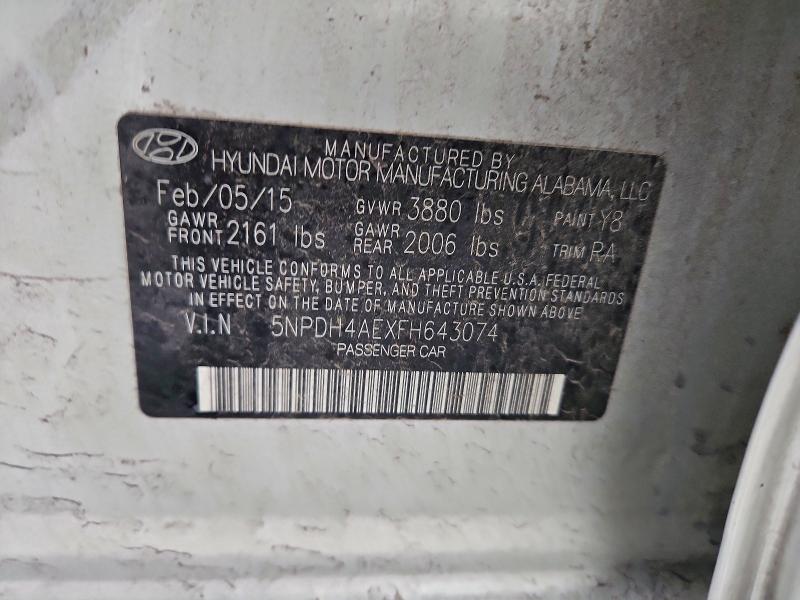 MANUFACTURED BY
HYUNDAI MOTOR MANUFACTURING ALABAMA, LLC
Feb/05/15 GVWR 3880 lbs PAINT Y8
GAWR FRONT 2161 lbs GAWR REAR 2006 lbs TRIM RA
THIS VEHICLE CONFORMS TO ALL APPLICABLE U.S.A. FEDERAL
MOTOR VEHICLE SAFETY, BUMPER, AND THEFT PREVENTION STANDARDS
IN EFFECT ON THE DATE OF MANUFACTURE SHOWN ABOVE.
V.I.N 5NPDH4AEXFH643074
PASSENGER CAR